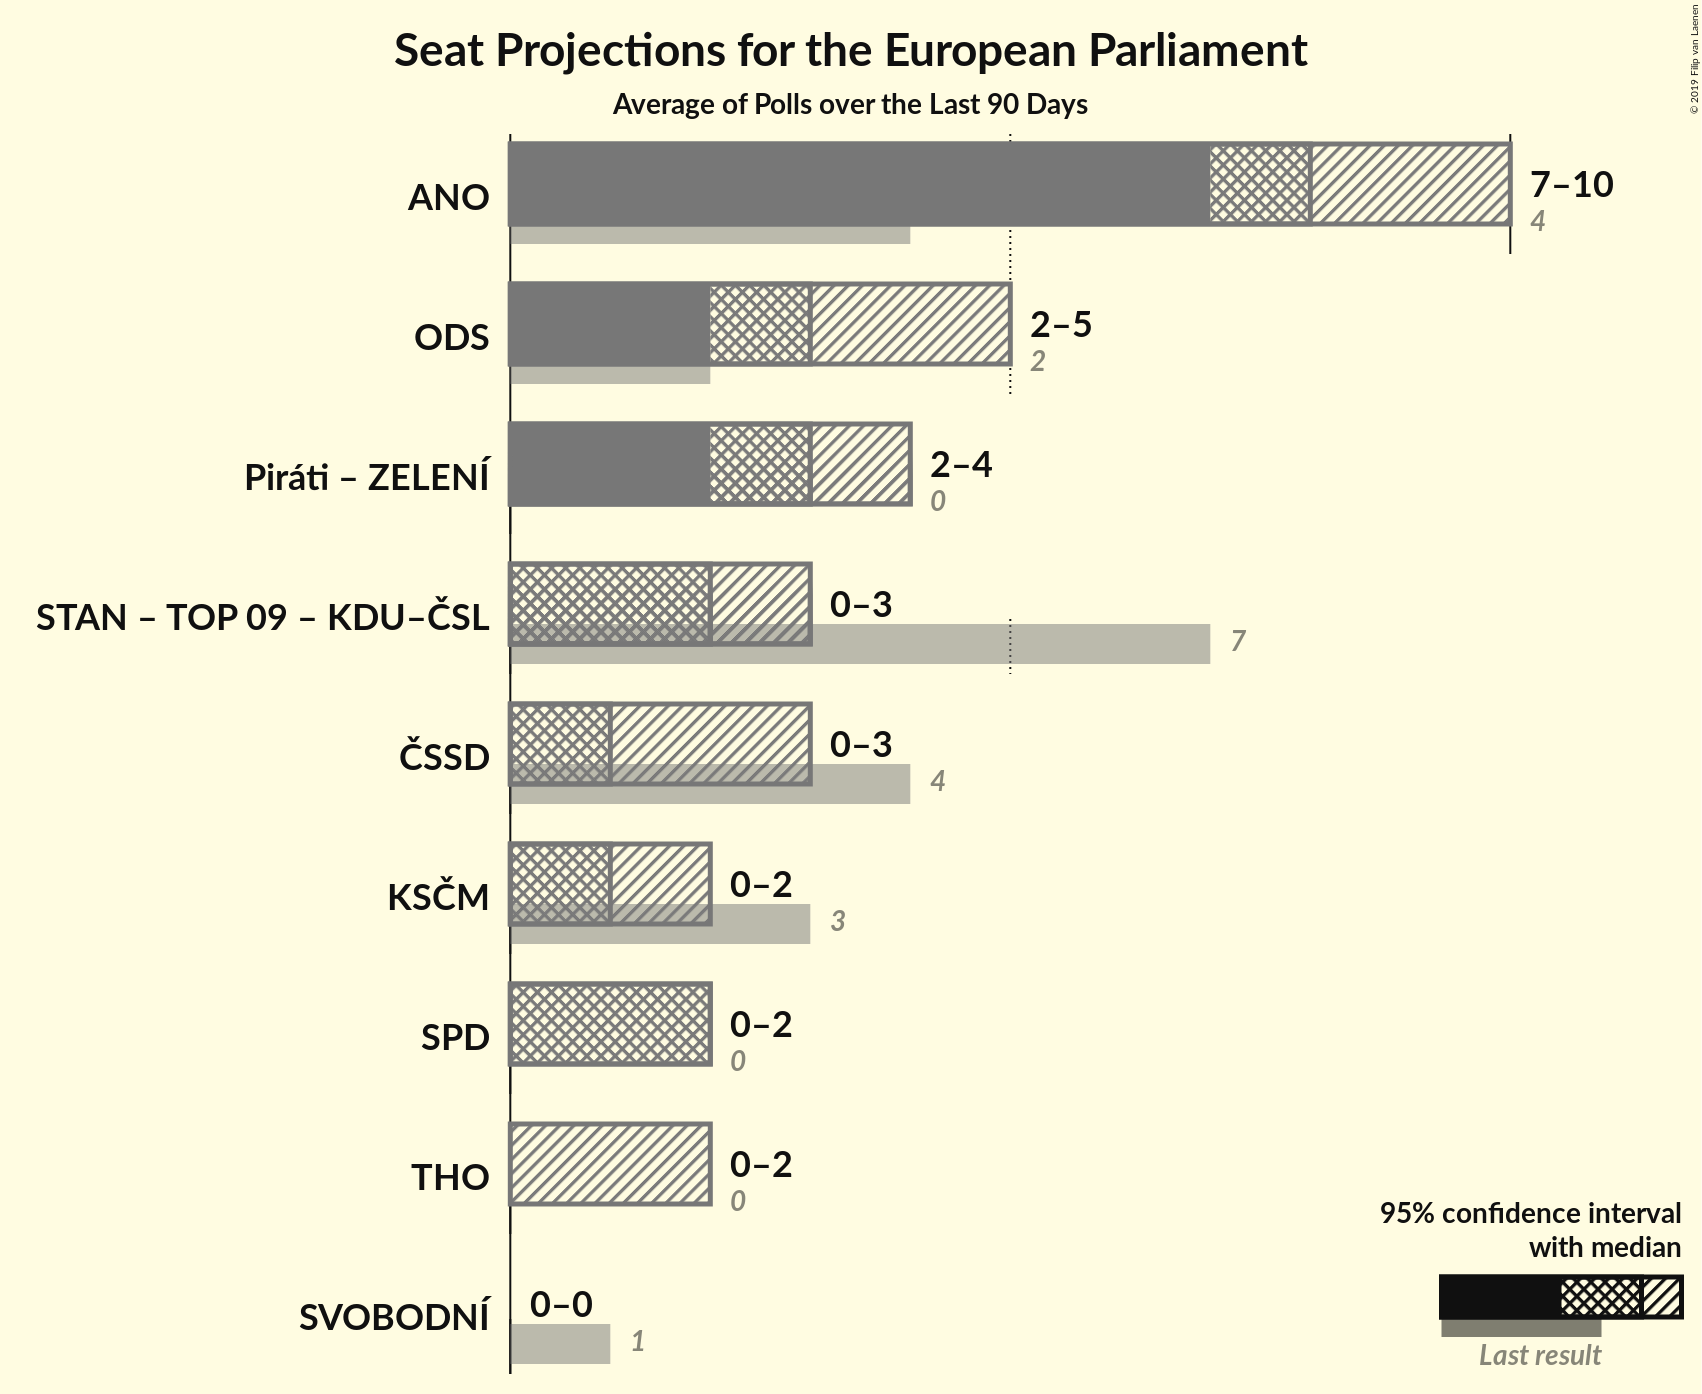 Seat Projections for the European Parliament
Average of Polls over the Last 90 Days
© 2019 Filip van Laenen
ANO
7–10
4
ODS
2–5
2
Piráti – ZELENÍ
2–4
0
STAN – TOP 09 – KDU–ČSL
0–3
7
ČSSD
0–3
4
KSČM
0–2
3
SPD
0–2
0
THO
0–2
0
SVOBODNÍ
0–0
1
95% confidence interval
with median
Last result